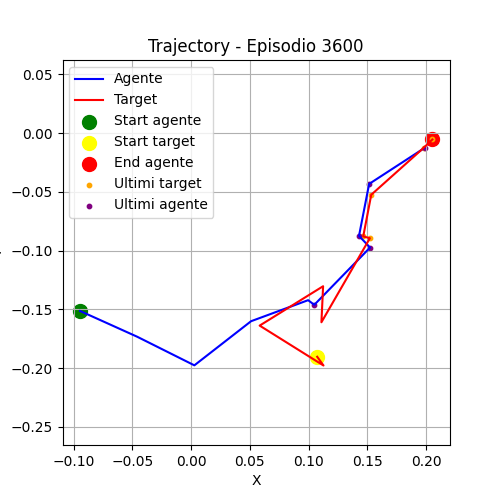 Trajectory - Episodio 3600
Agente
Target
Start agente
Start target
End agente
Ultimi target
Ultimi agente
0.05
0.00
−0.05
−0.10
−0.15
−0.20
−0.25
−0.10
−0.05
0.00
0.05
0.10
0.15
0.20
X